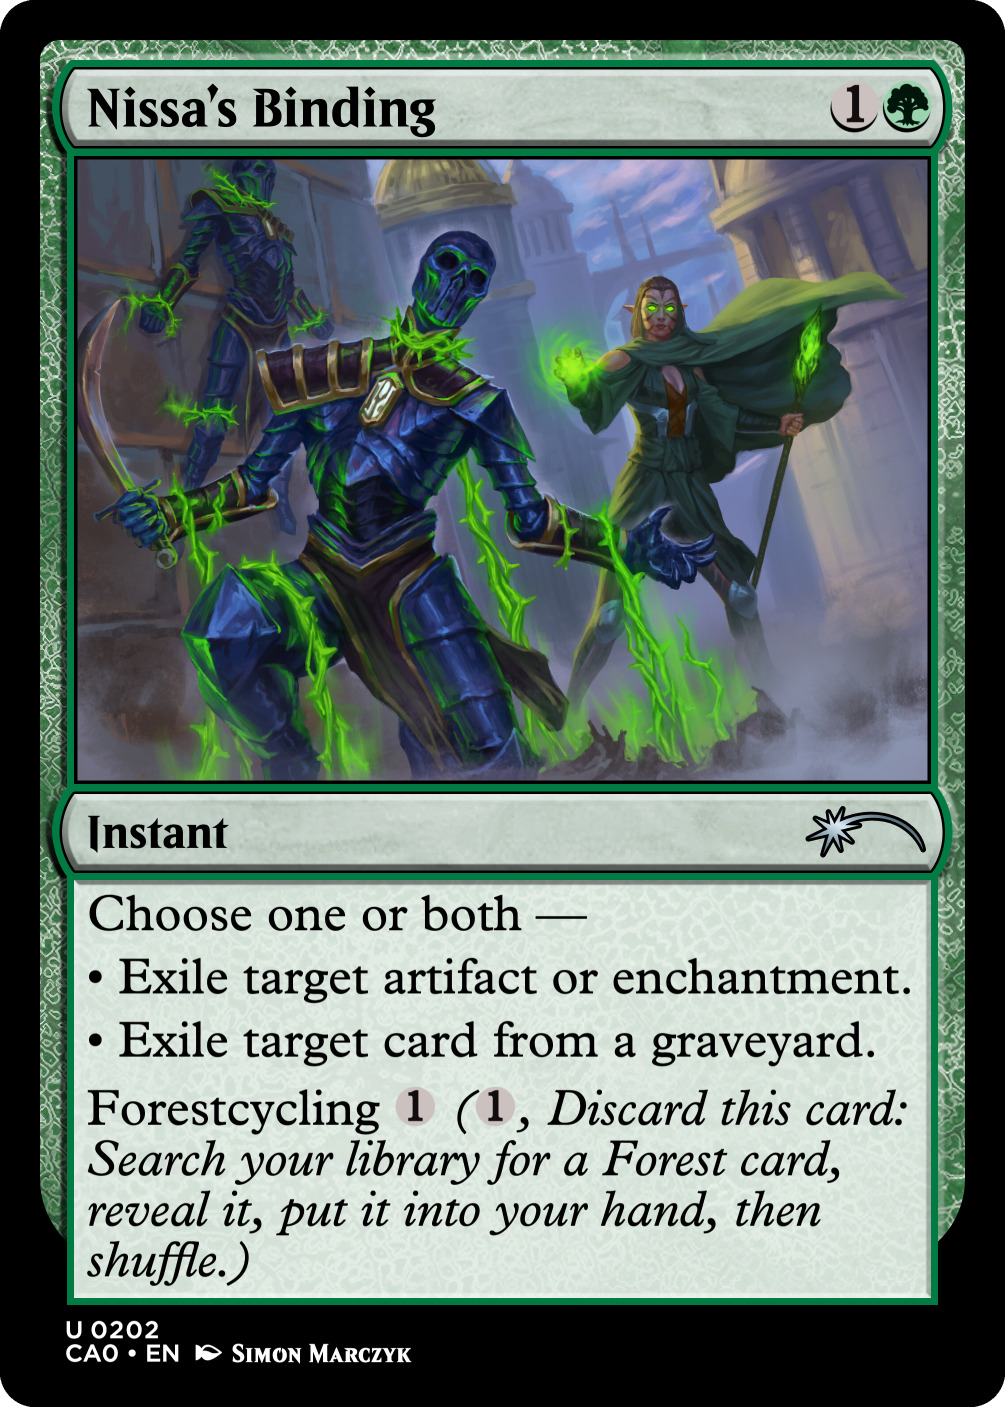 Nissa's Binding 1
Instant
Choose one or both —
• Exile target artifact or enchantment.
• Exile target card from a graveyard.
Forestcycling 1 (1, Discard this card:
Search your library for a Forest card,
reveal it, put it into your hand, then
shuffle.)
U 0202
CAO • EN SIMON MARCZYK